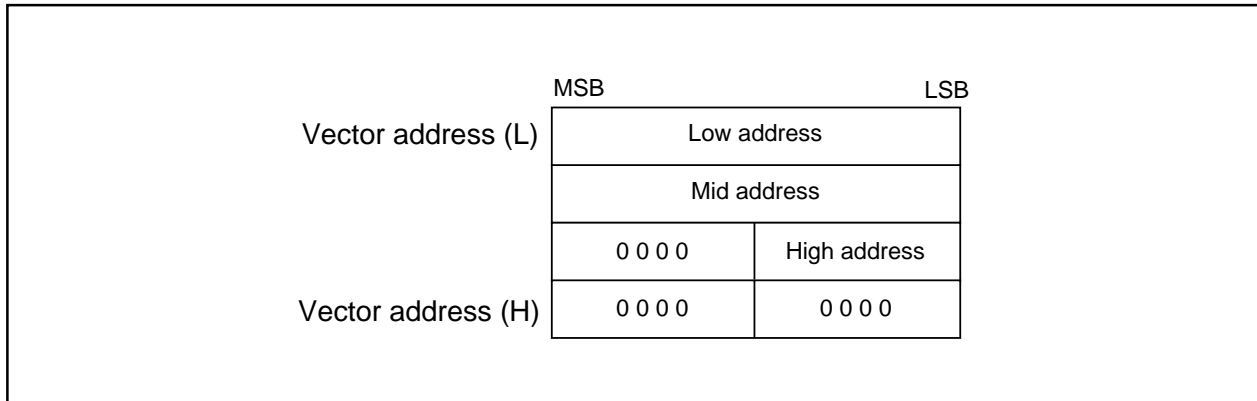 MSB LSB
Vector address (L) Low address
Mid address
0 0 0 0 High address
Vector address (H) 0 0 0 0 0 0 0 0